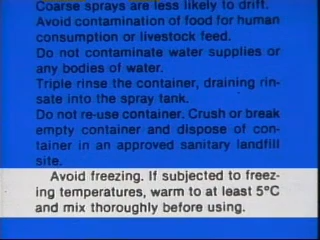 Coarse sprays are less likely to drift.
Avoid contamination of food for human
consumption or livestock feed.
Do not contaminate water supplies or
any bodies of water.
Triple rinse the container, draining rin-
sate into the spray tank.
Do not re-use container. Crush or break
empty container and dispose of con-
tainer in an approved sanitary landfill
site.
Avoid freezing. If subjected to freez-
ing temperatures, warm to at least 5°C
and mix thoroughly before using.